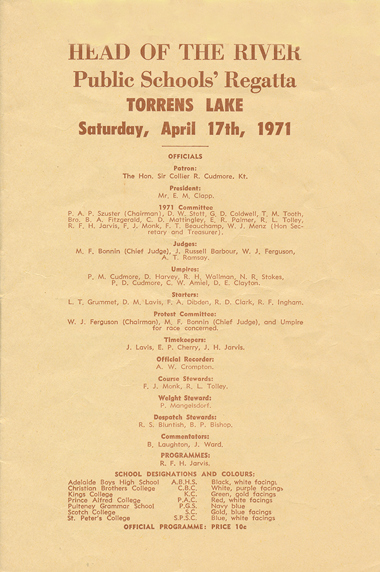 HEAD OF THE RIVER
Public Schools' Regatta
TORRENS LAKE
Saturday, April 17th, 1971
OFFICIALS
Patron:
The Hon. Sir Collier R. Cudmore, Kt.
President:
Mr. E. M. Clapp.
1971 Committee
P. A. P. Szuster (Chairman), D. W. Stott, G. D. Coldwell, T. M. Tooth,
Bro. B. A. Fitzgerald, C. D. Mattingley, E. R. Palmer, R. L. Tolley,
R. F. H. Jarvis, F. J. Monk, F. T. Beauchamp, W. J. Menz (Hon Sec-
retary and Treasurer).
Judges:
M. F. Bonnin (Chief Judge), J. Russell Barbour, W. J. Ferguson,
A. T. Ramsay.
Umpires:
P. M. Cudmore, D. Harvey, R. H. Wallman, N. R. Stokes,
P. D. Cudmore, C. W. Amiel, D. E. Clayton.
Starters:
L. T. Grummet, D. M. Lavis, P. A. Dibden, R. D. Clark, R. F. Ingham.
Protest Committee:
W. J. Ferguson (Chairman), M. F. Bonnin (Chief Judge), and Umpire
for race concerned.
Timekeepers:
J. Lavis, E. P. Cherry, J. H. Jarvis.
Official Recorder:
A. W. Crompton.
Course Stewards:
F. J. Monk, R. L. Tolley.
Weight Steward:
P. Mangelsdorf.
Despatch Stewards:
R. S. Bluntish, B. P. Bishop.
Commentators:
B. Laughton, J. Ward.
PROGRAMMES:
R. F. H. Jarvis.
SCHOOL DESIGNATIONS AND COLOURS:
Adelaide Boys High School A.B.H.S. Black, white facings
Christian Brothers College C.B.C. White, purple facings
Kings College K.C. Green, gold facings
Prince Alfred College P.A.C. Red, white facings
Pulteney Grammar School P.G.S. Navy blue
Scotch College S.C. Gold, blue facings
St. Peter's College S.P.S.C. Blue, white facings
OFFICIAL PROGRAMME: PRICE 10c